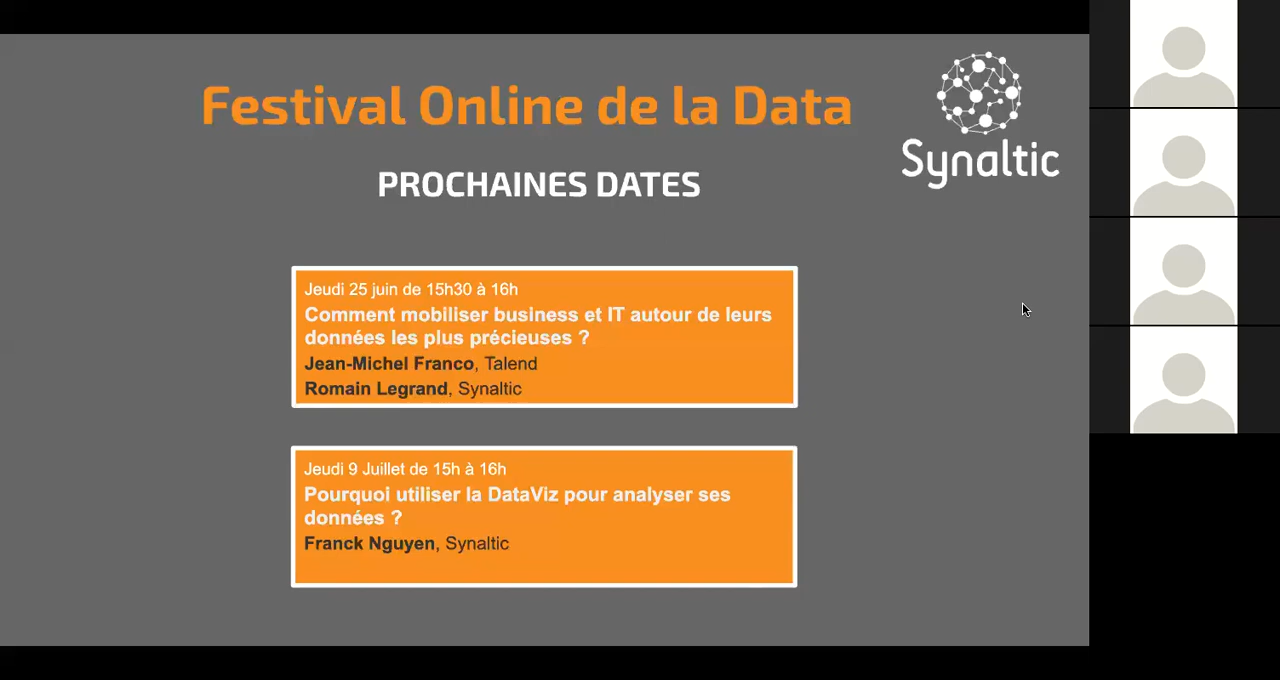 Festival Online de la Data
Synaltic
PROCHAINES DATES
Jeudi 25 juin de 15h30 à 16h
Comment mobiliser business et IT autour de leurs
données les plus précieuses ?
Jean-Michel Franco, Talend
Romain Legrand, Synaltic
Jeudi 9 Juillet de 15h à 16h
Pourquoi utiliser la DataViz pour analyser ses
données ?
Franck Nguyen, Synaltic